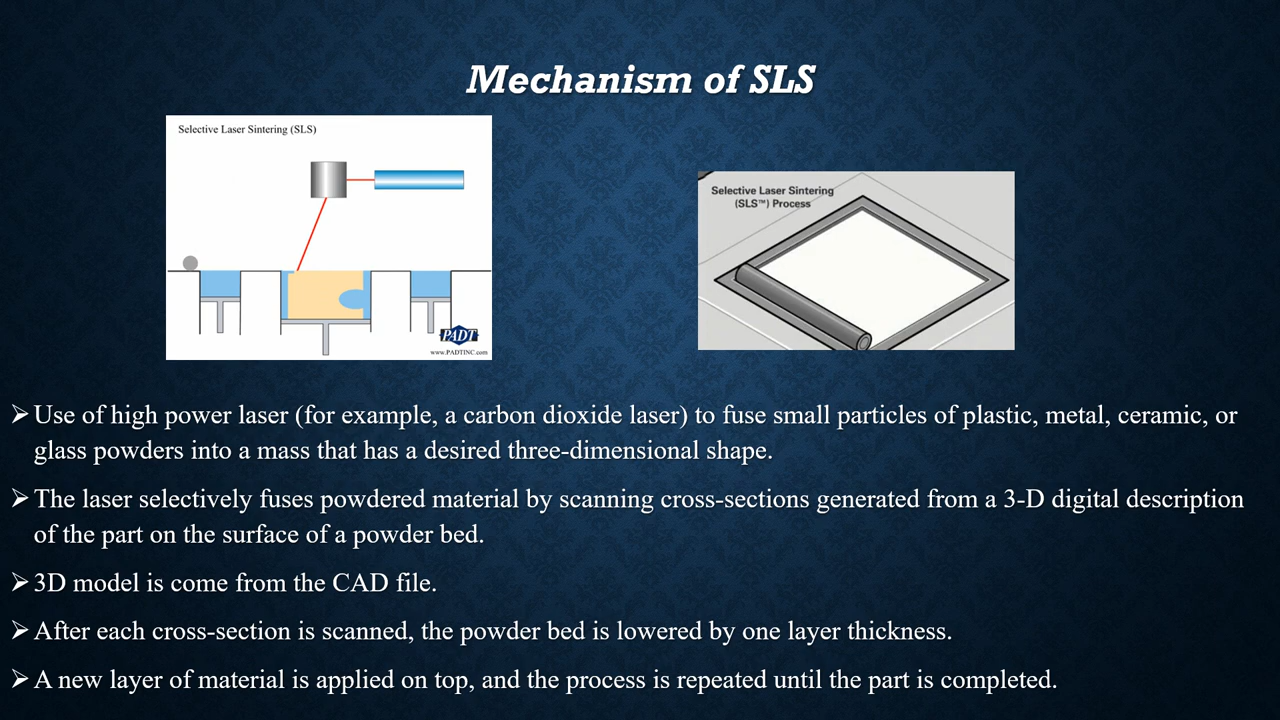 Mechanism of SLS
Selective Laser Sintering (SLS)
PADT
www.PADTINC.com
Selective Laser Sintering
(SLS™) Process
➢Use of high power laser (for example, a carbon dioxide laser) to fuse small particles of plastic, metal, ceramic, or
glass powders into a mass that has a desired three-dimensional shape.
➢The laser selectively fuses powdered material by scanning cross-sections generated from a 3-D digital description
of the part on the surface of a powder bed.
➢3D model is come from the CAD file.
➢After each cross-section is scanned, the powder bed is lowered by one layer thickness.
➢A new layer of material is applied on top, and the process is repeated until the part is completed.